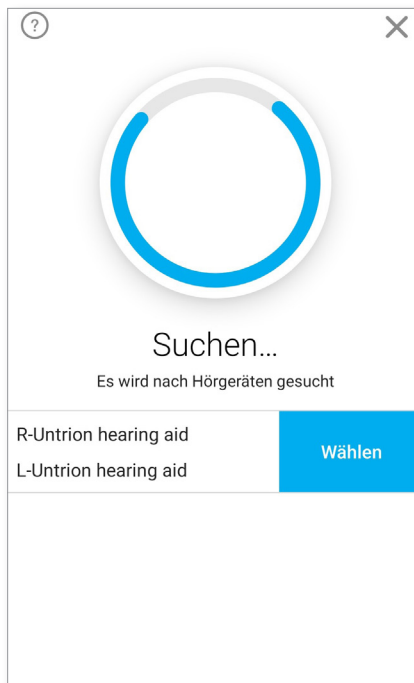 ?
Suchen...
Es wird nach Hörgeräten gesucht
R-Untrion hearing aid
L-Untrion hearing aid
Wählen